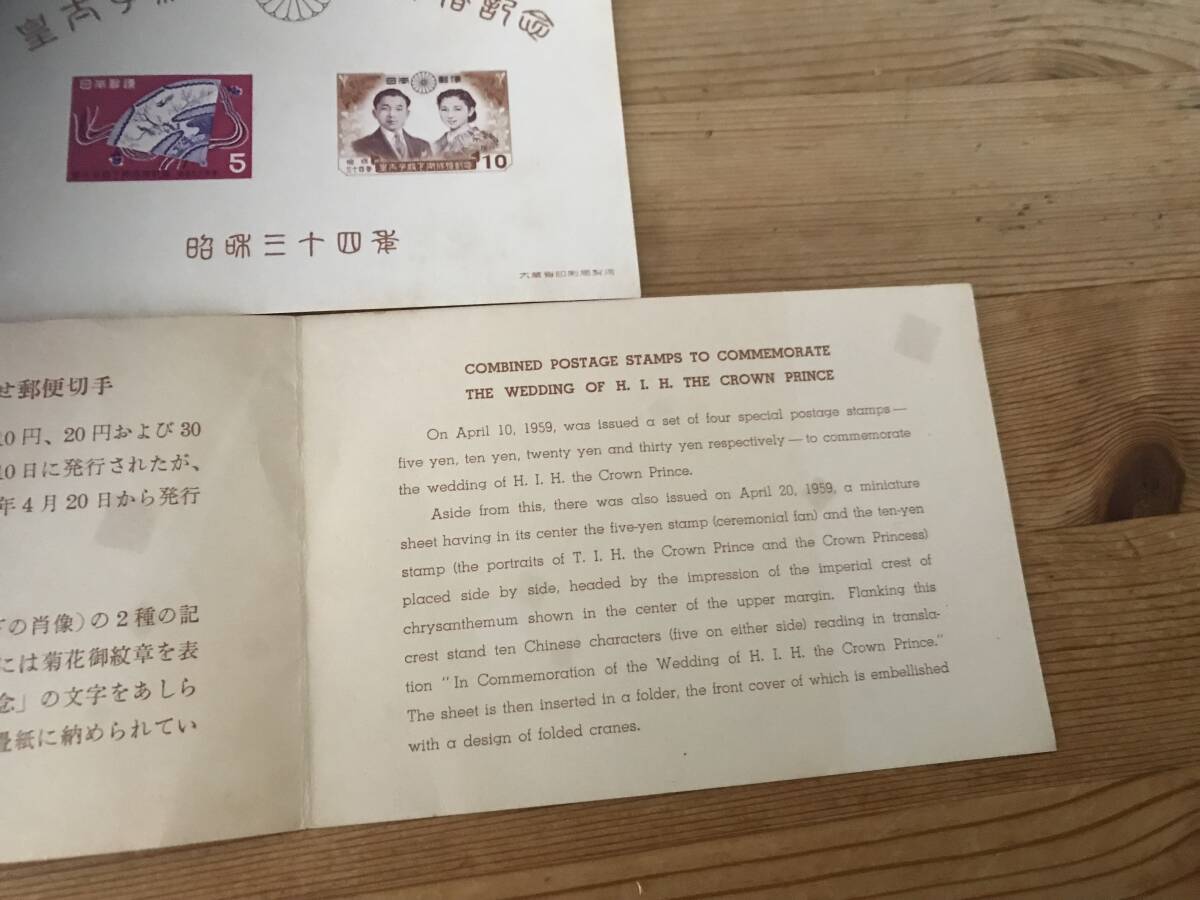 日本郵便
5
日本郵便
10
昭和三十四年
大蔵省印刷局製造
せ郵便切手
10円、20円および30
10日に発行されたが、
年4月20日から発行
の肖像)の2種の記
には菊花御紋章を表
念」の文字をあしら
畳紙に納められてい
COMBINED POSTAGE STAMPS TO COMMEMORATE
THE WEDDING OF H. I. H. THE CROWN PRINCE
On April 10, 1959, was issued a set of four special postage stamps—
five yen, ten yen, twenty yen and thirty yen respectively—to commemorate
the wedding of H. I. H. the Crown Prince.
Aside from this, there was also issued on April 20, 1959, a miniature
sheet having in its center the five-yen stamp (ceremonial fan) and the ten-yen
stamp (the portraits of T. I. H. the Crown Prince and the Crown Princess)
placed side by side, headed by the impression of the imperial crest of
chrysanthemum shown in the center of the upper margin. Flanking this
crest stand ten Chinese characters (five on either side) reading in transla-
tion "In Commemoration of the Wedding of H. I. H. the Crown Prince."
The sheet is then inserted in a folder, the front cover of which is embellished
with a design of folded cranes.